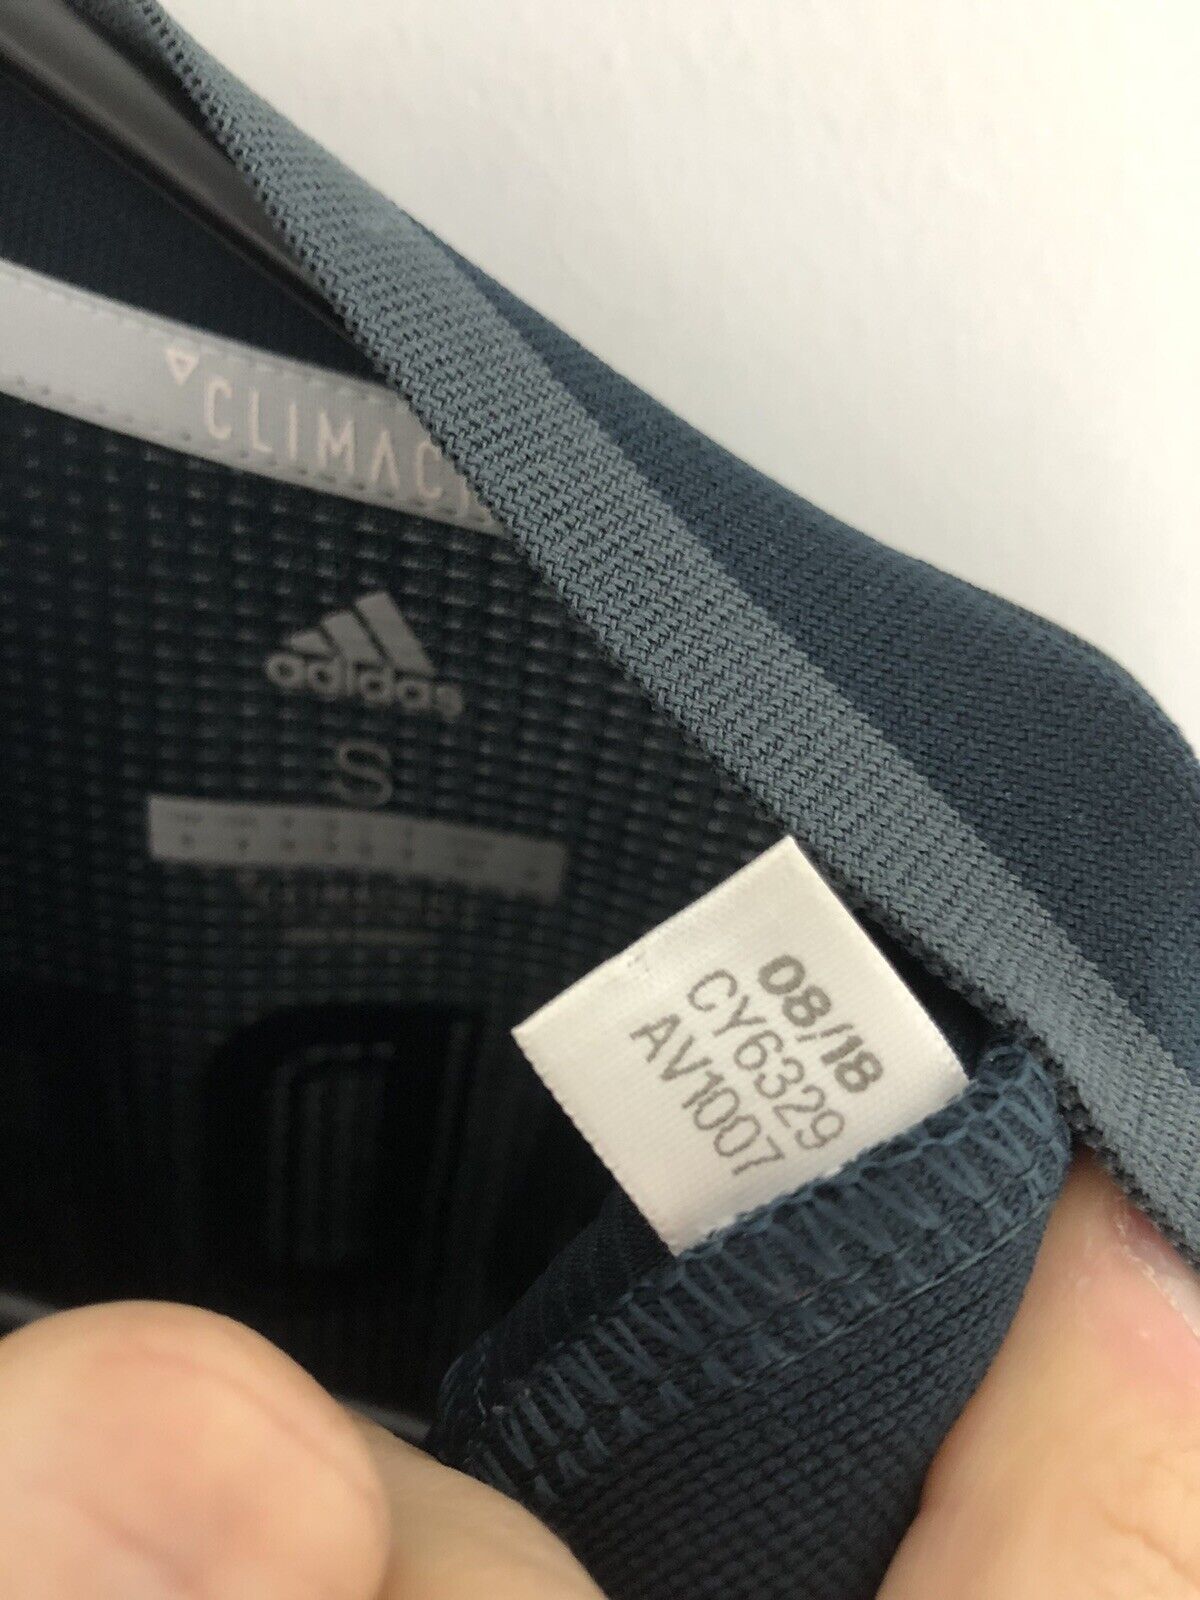 CLIMAC
adidas
S
08/18
CY6329
AV1007